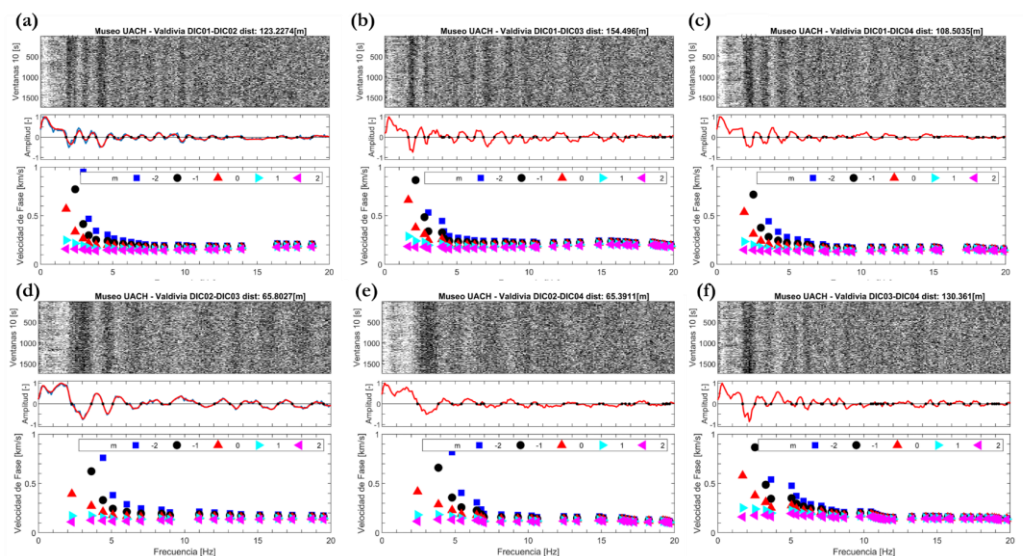 (a)
Museo UACH - Valdivia DIC01-DIC02 dist: 123.2274[m]
Ventanas 10 [s]
500
1000
1500
Amplitud [-]
1
0
-1
Velocidad de Fase [km/s]
1
0.5
0
m -2 -1 0 1 2
0 5 10 15 20
(b)
Museo UACH - Valdivia DIC01-DIC03 dist: 154.496[m]
Ventanas 10 [s]
500
1000
1500
Amplitud [-]
1
0
-1
Velocidad de Fase [km/s]
1
0.5
0
m -2 -1 0 1 2
0 5 10 15 20
(c)
Museo UACH - Valdivia DIC01-DIC04 dist: 108.5035[m]
Ventanas 10 [s]
500
1000
1500
Amplitud [-]
1
0
-1
Velocidad de Fase [km/s]
1
0.5
0
m -2 -1 0 1 2
0 5 10 15 20
(d)
Museo UACH - Valdivia DIC02-DIC03 dist: 65.8027[m]
Ventanas 10 [s]
500
1000
1500
Amplitud [-]
1
0
-1
Velocidad de Fase [km/s]
1
0.5
0
m -2 -1 0 1 2
0 5 10 15 20
Frecuencia [Hz]
(e)
Museo UACH - Valdivia DIC02-DIC04 dist: 65.3911[m]
Ventanas 10 [s]
500
1000
1500
Amplitud [-]
1
0
-1
Velocidad de Fase [km/s]
1
0.5
0
m -2 -1 0 1 2
0 5 10 15 20
Frecuencia [Hz]
(f)
Museo UACH - Valdivia DIC03-DIC04 dist: 130.361[m]
Ventanas 10 [s]
500
1000
1500
Amplitud [-]
1
0
-1
Velocidad de Fase [km/s]
1
0.5
0
m -2 -1 0 1 2
0 5 10 15 20
Frecuencia [Hz]